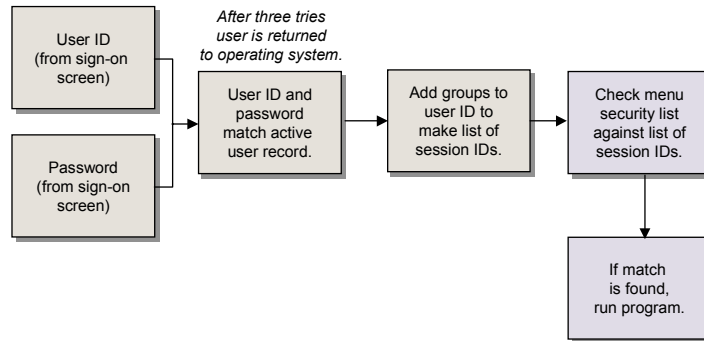 User ID
(from sign-on
screen)
Password
(from sign-on
screen)
After three tries
user is returned
to operating system.
User ID and
password
match active
user record.
Add groups to
user ID to
make list of
session IDs.
Check menu
security list
against list of
session IDs.
If match
is found,
run program.